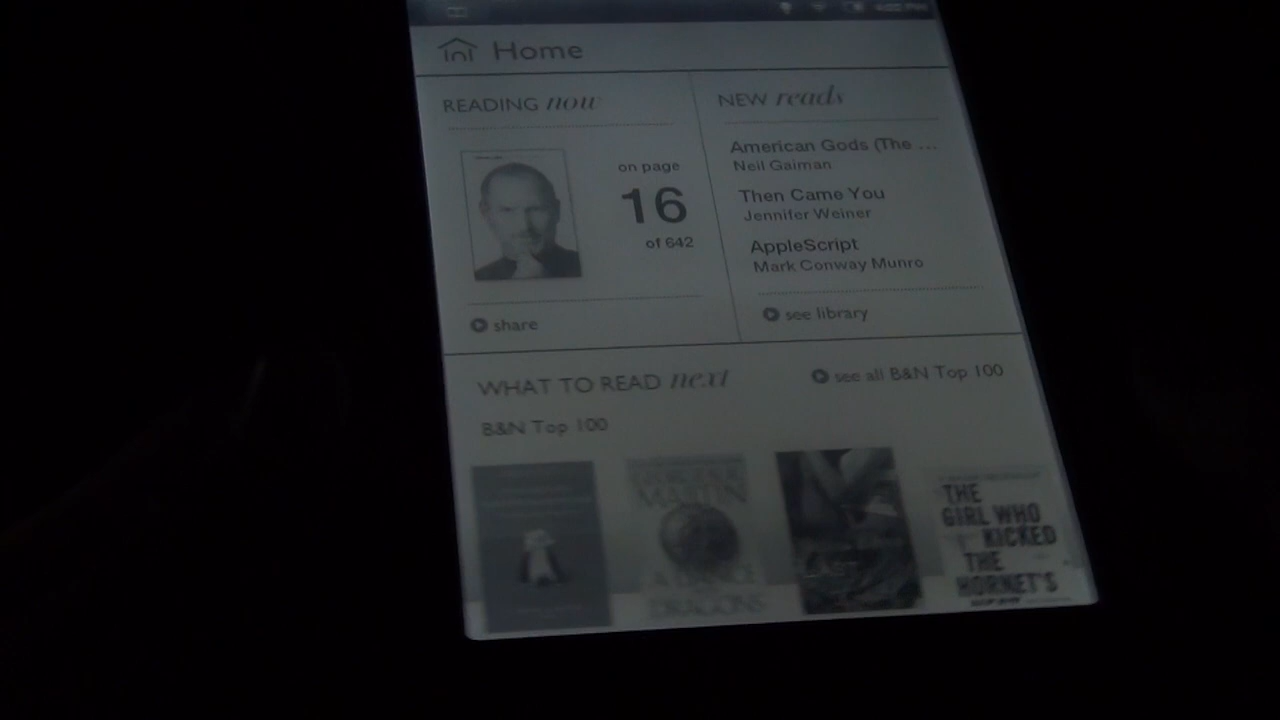 Home
READING now
on page
16
of 642
share
NEW reads
American Gods (The ...
Neil Gaiman
Then Came You
Jennifer Weiner
AppleScript
Mark Conway Munro
see library
WHAT TO READ next
see all B&N Top 100
B&N Top 100
MARTIN
A DANCE
DRAGONS
THE
GIRL WHO
KICKED
THE
HORNET'S